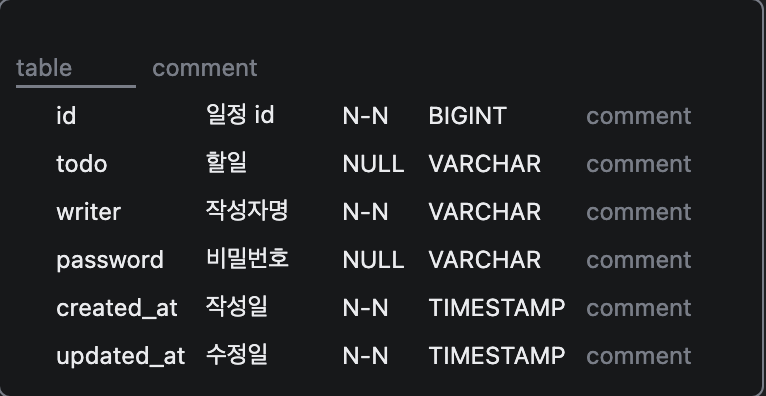 table comment
id 일정 id N-N BIGINT comment
todo 할일 NULL VARCHAR comment
writer 작성자명 N-N VARCHAR comment
password 비밀번호 NULL VARCHAR comment
created_at 작성일 N-N TIMESTAMP comment
updated_at 수정일 N-N TIMESTAMP comment